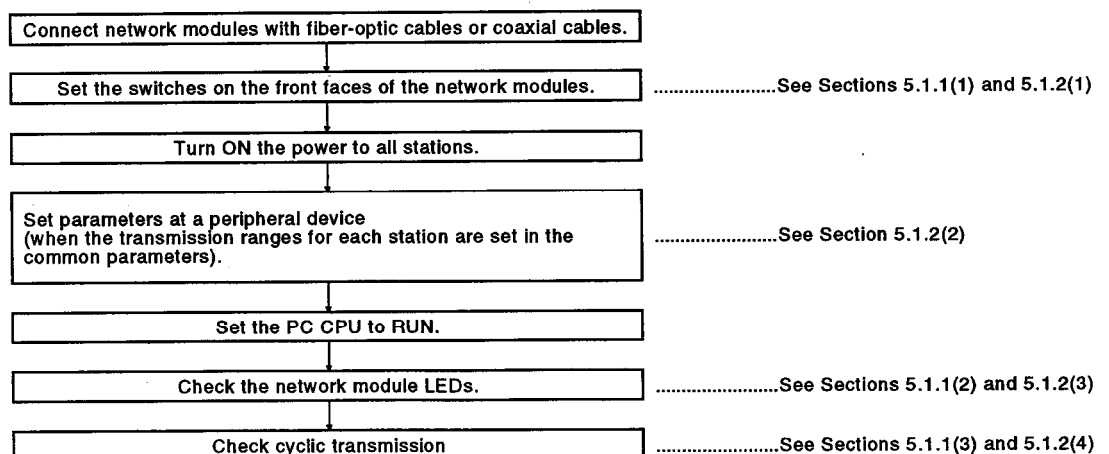 Connect network modules with fiber-optic cables or coaxial cables.
Set the switches on the front faces of the network modules. ........................See Sections 5.1.1(1) and 5.1.2(1)
Turn ON the power to all stations.
Set parameters at a peripheral device
(when the transmission ranges for each station are set in the ........................See Section 5.1.2(2)
common parameters).
Set the PC CPU to RUN.
Check the network module LEDs. ........................See Sections 5.1.1(2) and 5.1.2(3)
Check cyclic transmission ........................See Sections 5.1.1(3) and 5.1.2(4)